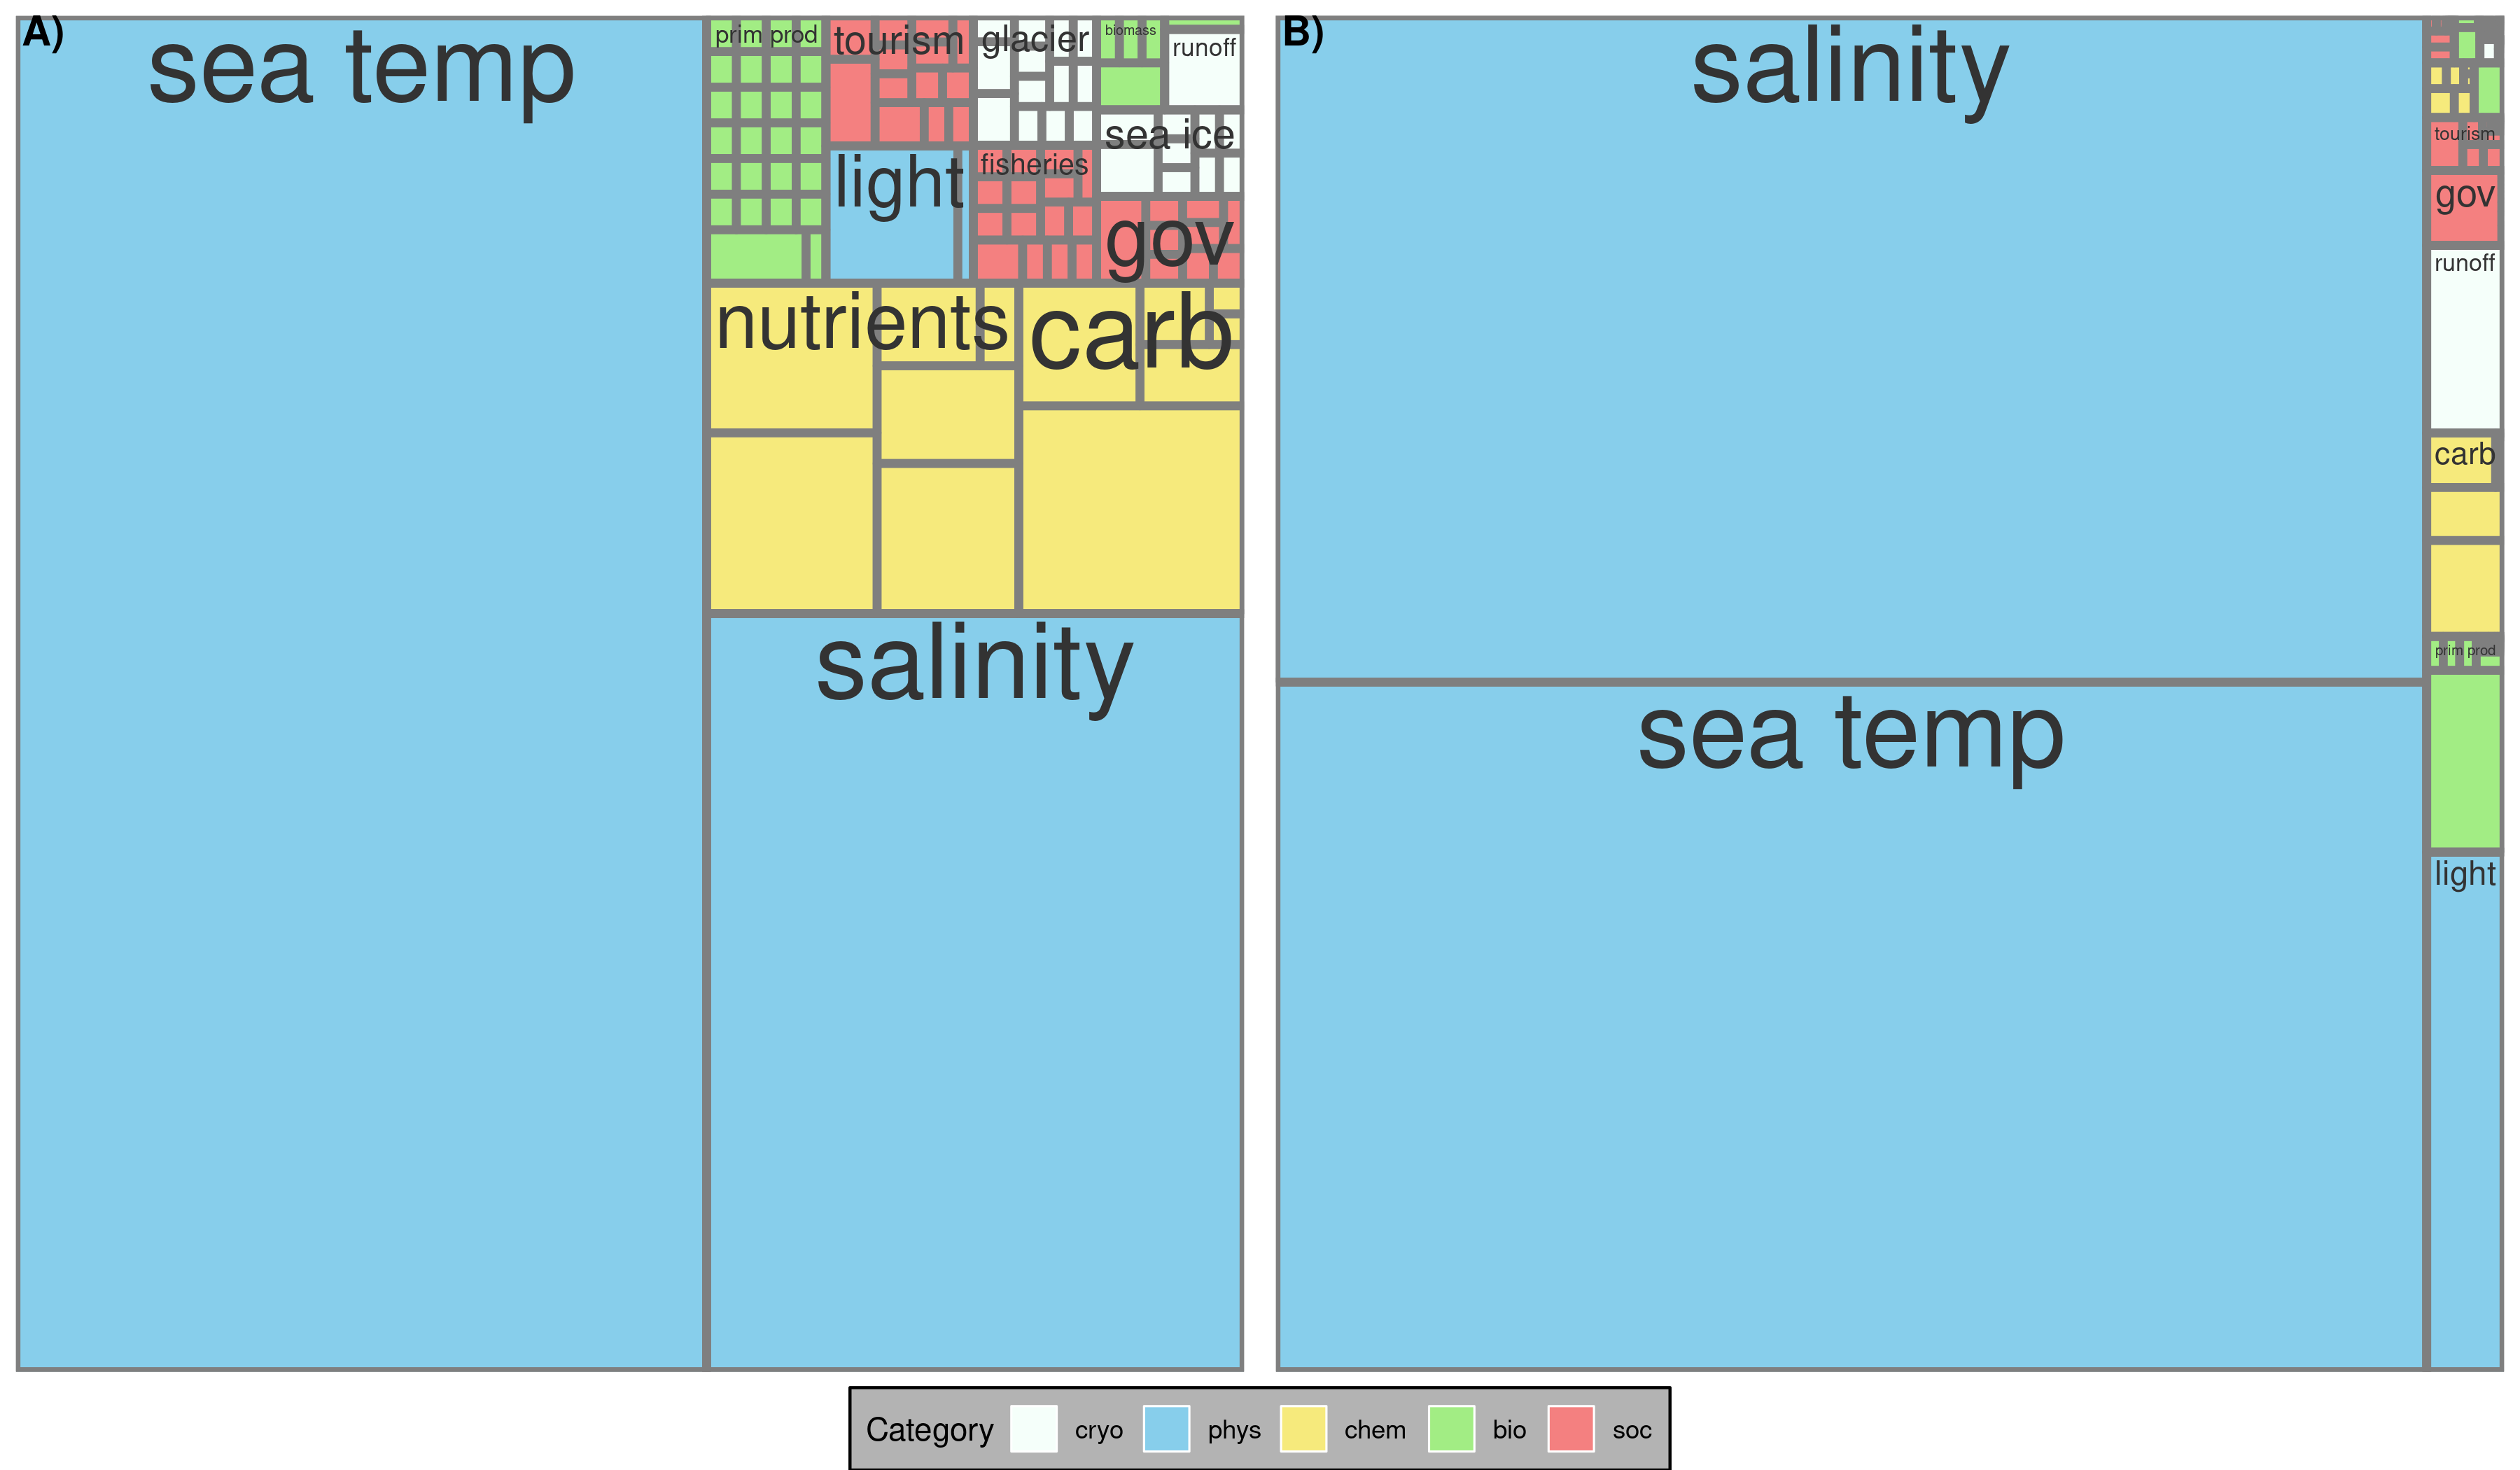 A)
sea temp
prim prod
tourism
glacier
biomass
runoff
sea ice
light
fisheries
gov
nutrients
carb
salinity
B)
salinity
tourism
gov
runoff
carb
prim prod
sea temp
light
Category cryo phys chem bio soc